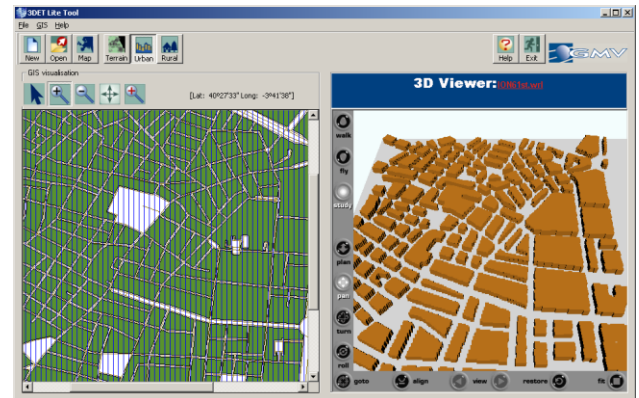 3DET Lite Tool
File GIS Help
New Open Map Terrain Urban Rural Help Exit GMV
GIS visualisation
[Lat: 40º27'33" Long: -3º41'38"]
3D Viewer:
walk
fly
study
plan
pan
turn
roll
goto align view restore fit